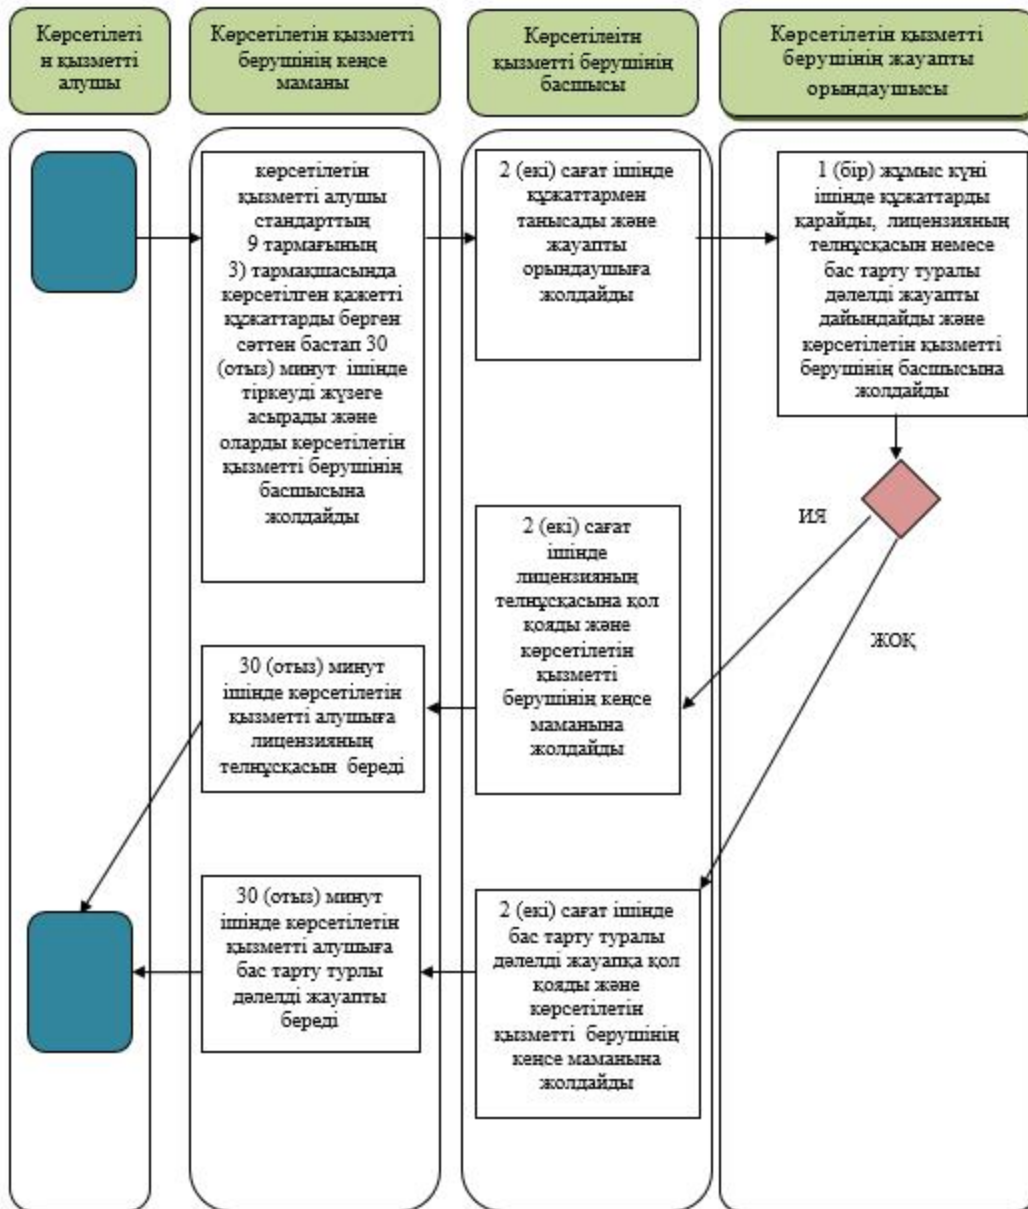 Көрсетілеті
н қызметті
алушы
Көрсетілетін қызметті
берушінің кеңсе
маманы
Көрсетілеітн
қызметті берушінің
басшысы
Көрсетілетін қызметті
берушінің жауапты
орындаушысы
көрсетілетін
қызметті алушы
стандарттың
9 тармағының
3) тармақшасында
көрсетілген қажетті
құжаттарды берген
сәттен бастап 30
(отыз) минут ішінде
тіркеуді жүзеге
асырады және
оларды көрсетілетін
қызметті берушінің
басшысына
жолдайды
2 (екі) сағат ішінде
құжаттармен
танысады және
жауапты
орындаушыға
жолдайды
1 (бір) жұмыс күні
ішінде құжаттарды
қарайды, лицензияның
телнұсқасын немесе
бас тарту туралы
дәлелді жауапты
дайындайды және
көрсетілетін қызметті
берушінің басшысына
жолдайды
ИЯ
ЖОҚ
2 (екі) сағат
ішінде
лицензияның
телнұсқасына қол
қояды және
көрсетілетін
қызметті
берушінің кеңсе
маманына
жолдайды
30 (отыз) минут
ішінде көрсетілетін
қызметті алушыға
лицензияның
телнұсқасын береді
2 (екі) сағат ішінде
бас тарту туралы
дәлелді жауапқа қол
қояды және
көрсетілетін
қызметті берушінің
кеңсе маманына
жолдайды
30 (отыз) минут
ішінде көрсетілетін
қызметті алушыға
бас тарту турлы
дәлелді жауапты
береді